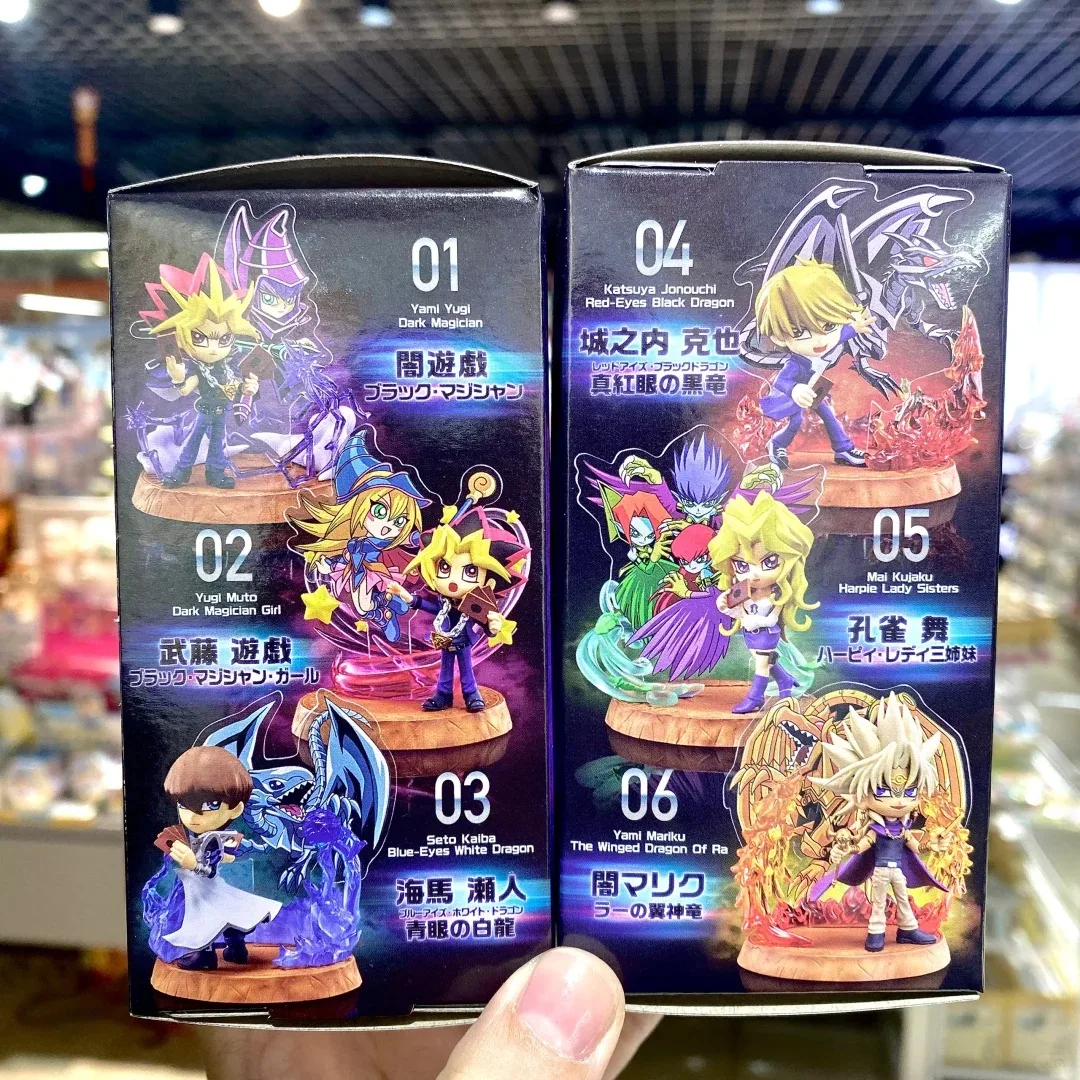 01
Yami Yugi
Dark Magician
闇遊戯
ブラック・マジシャン
02
Yugi Muto
Dark Magician Girl
武藤 遊戯
ブラック・マジシャン・ガール
03
Seto Kaiba
Blue-Eyes White Dragon
海馬 瀬人
ブルーアイズ・ホワイト・ドラゴン
青眼の白龍
04
Katsuya Jonouchi
Red-Eyes Black Dragon
城之内 克也
レッドアイズ・ブラックドラゴン
真紅眼の黒竜
05
Mai Kujaku
Harpie Lady Sisters
孔雀 舞
ハーピィ・レディ三姉妹
06
Yami Mariku
The Winged Dragon Of Ra
闇マリク
ラーの翼神竜